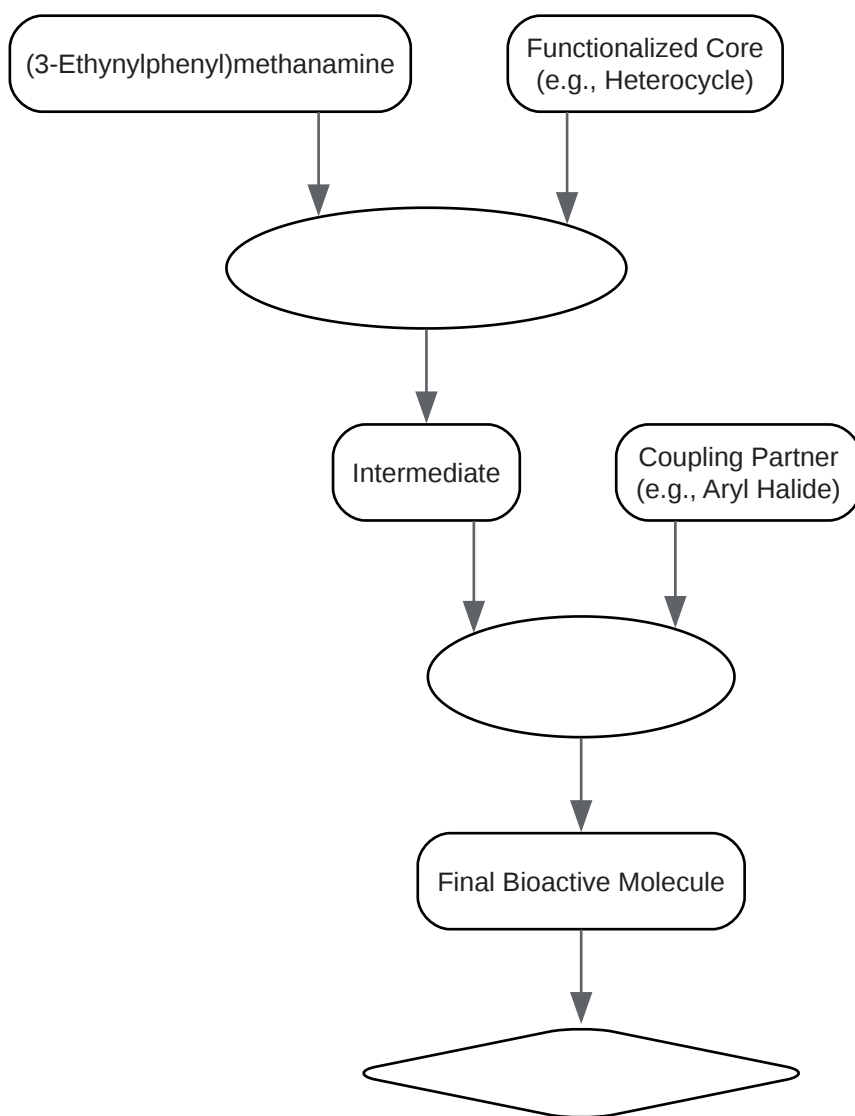 (3-Ethynylphenyl)methanamine
Functionalized Core
(e.g., Heterocycle)
Intermediate
Coupling Partner
(e.g., Aryl Halide)
Final Bioactive Molecule